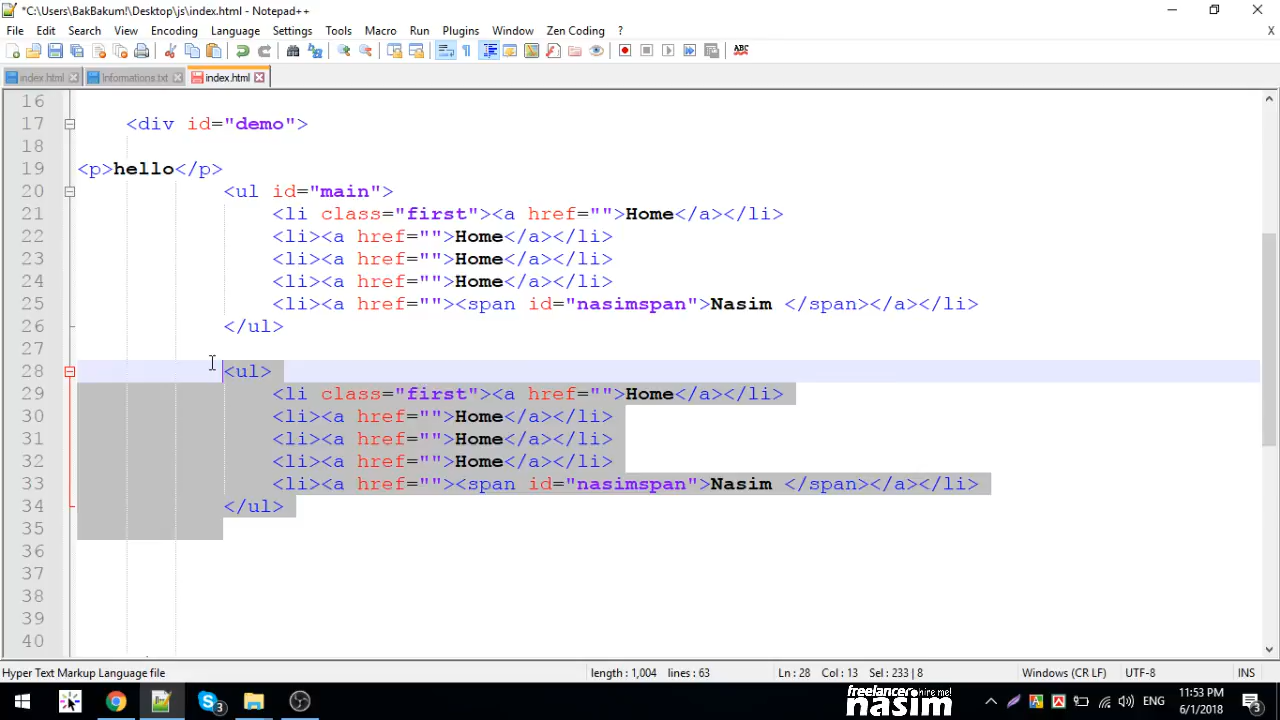 *C:\Users\BakBakum!\Desktop\js\index.html - Notepad++
File Edit Search View Encoding Language Settings Tools Macro Run Plugins Window Zen Coding ? X
index.html Informations.txt index.html
16
17 <div id="demo">
18
19 <p>hello</p>
20 <ul id="main">
21 <li class="first"><a href="">Home</a></li>
22 <li><a href="">Home</a></li>
23 <li><a href="">Home</a></li>
24 <li><a href="">Home</a></li>
25 <li><a href=""><span id="nasimspan">Nasim </span></a></li>
26 </ul>
27
28 <ul>
29 <li class="first"><a href="">Home</a></li>
30 <li><a href="">Home</a></li>
31 <li><a href="">Home</a></li>
32 <li><a href="">Home</a></li>
33 <li><a href=""><span id="nasimspan">Nasim </span></a></li>
34 </ul>
35
36
37
38
39
40
Hyper Text Markup Language file length : 1,004 lines : 63 Ln : 28 Col : 13 Sel : 233 | 8 Windows (CR LF) UTF-8 INS
freelancer nasim hire me!
3 ENG 11:53 PM
6/1/2018 3